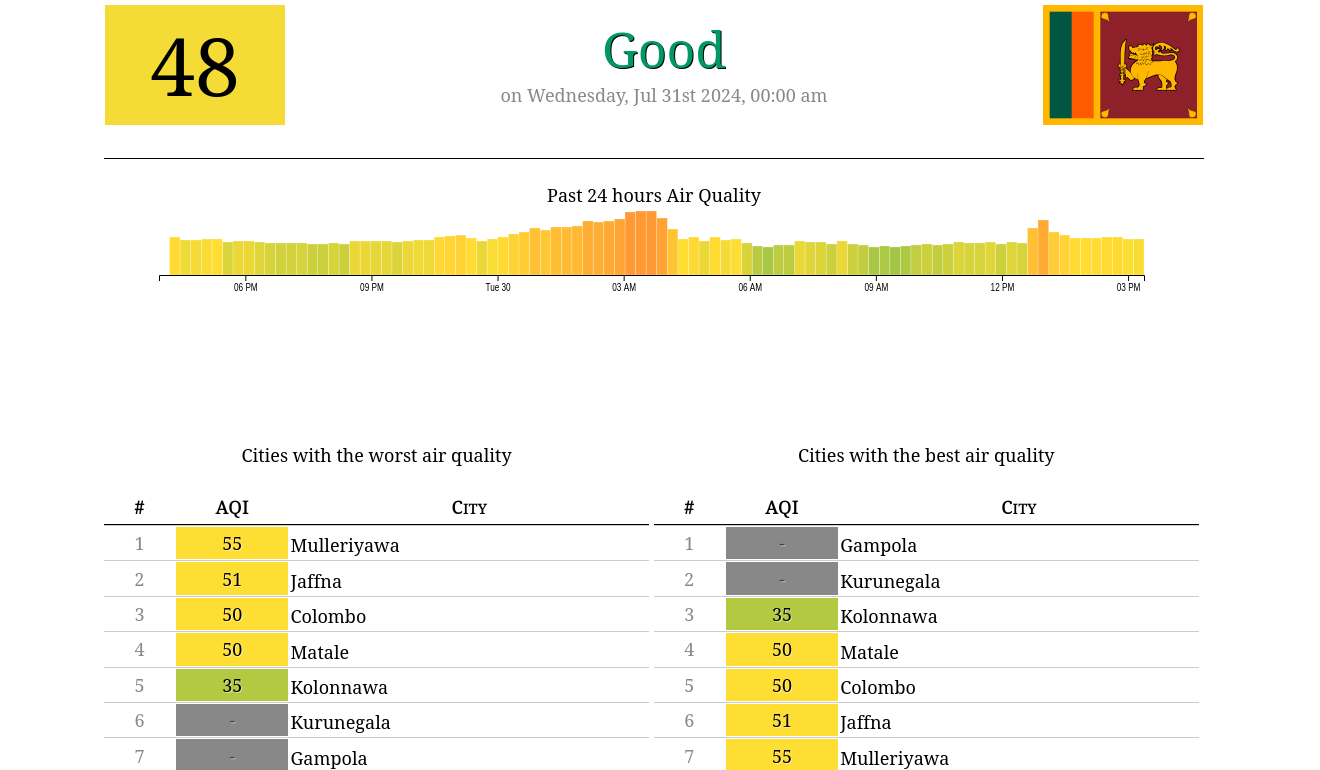 48
Good
on Wednesday, Jul 31st 2024, 00:00 am
Past 24 hours Air Quality
06 PM 09 PM Tue 30 03 AM 06 AM 09 AM 12 PM 03 PM
Cities with the worst air quality
# AQI City
1 55 Mulleriyawa
2 51 Jaffna
3 50 Colombo
4 50 Matale
5 35 Kolonnawa
6 - Kurunegala
7 - Gampola
Cities with the best air quality
# AQI City
1 - Gampola
2 - Kurunegala
3 35 Kolonnawa
4 50 Matale
5 50 Colombo
6 51 Jaffna
7 55 Mulleriyawa